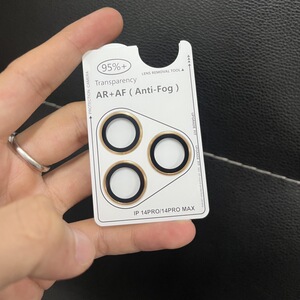 95%+
LENS REMOVAL TOOL
Transparency
AR+AF ( Anti-Fog )
IP 14PRO/14PRO MAX